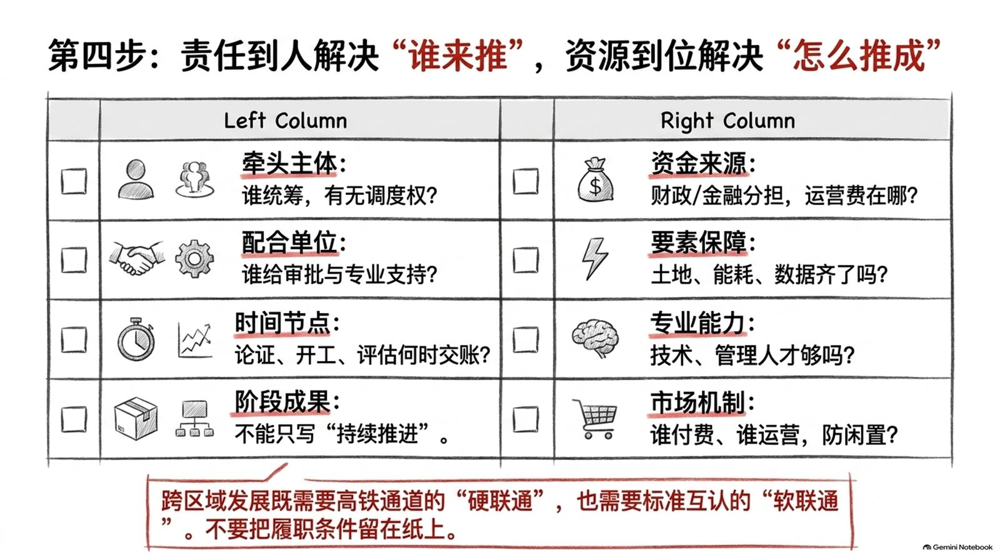 第四步：责任到人解决“谁来推”，资源到位解决“怎么推成”
Left Column
Right Column
牵头主体：
谁统筹，有无调度权？
资金来源：
$
财政/金融分担，运营费在哪？
配合单位：
谁给审批与专业支持？
要素保障：
土地、能耗、数据齐了吗？
时间节点：
论证、开工、评估何时交账？
专业能力：
技术、管理人才够吗？
阶段成果：
不能只写“持续推进”。
市场机制：
谁付费、谁运营，防闲置？
跨区域发展既需要高铁通道的“硬联通”，也需要标准互认的“软联通
”。不要把履职条件留在纸上。
Gemini Notebook